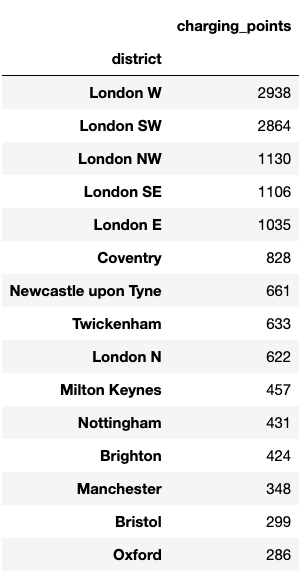 charging_points
district
London W 2938
London SW 2864
London NW 1130
London SE 1106
London E 1035
Coventry 828
Newcastle upon Tyne 661
Twickenham 633
London N 622
Milton Keynes 457
Nottingham 431
Brighton 424
Manchester 348
Bristol 299
Oxford 286